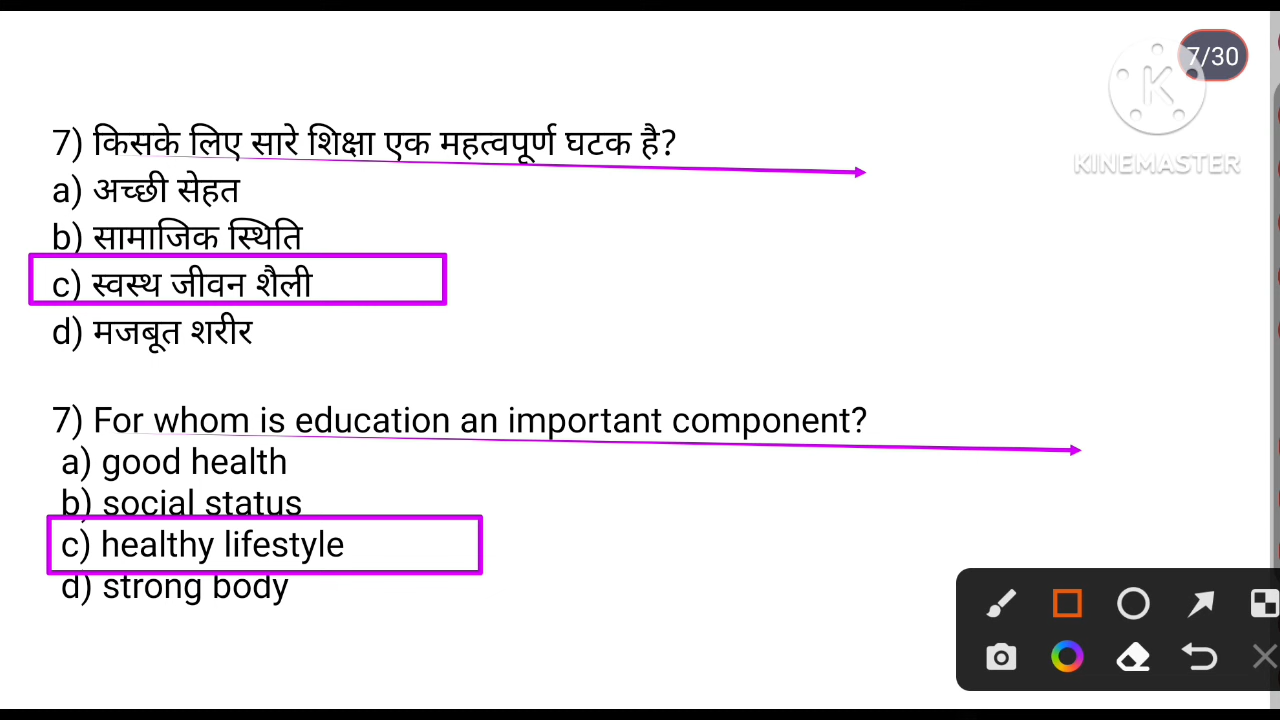 7/30
KINEMASTER
7) किसके लिए सारे शिक्षा एक महत्वपूर्ण घटक है?
a) अच्छी सेहत
b) सामाजिक स्थिति
c) स्वस्थ जीवन शैली
d) मजबूत शरीर
7) For whom is education an important component?
a) good health
b) social status
c) healthy lifestyle
d) strong body